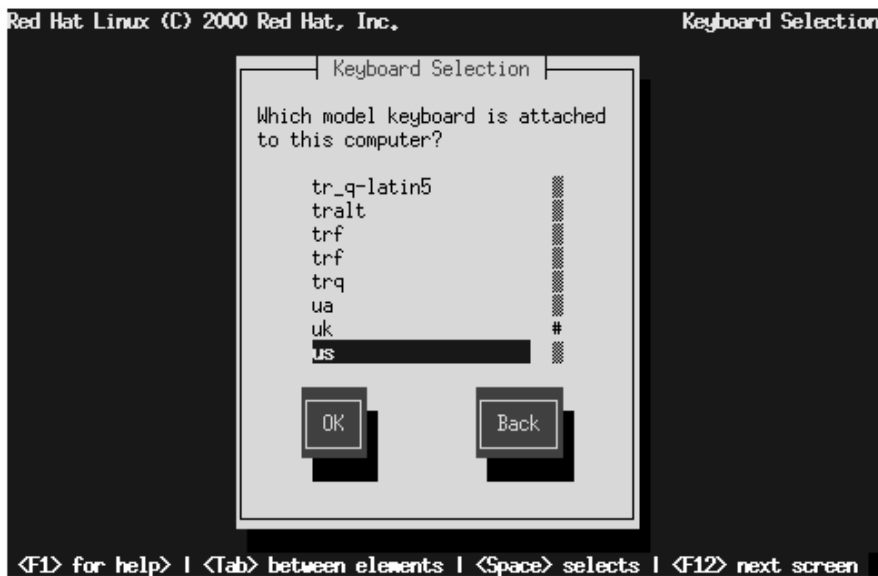 Red Hat Linux (C) 2000 Red Hat, Inc. Keyboard Selection
Keyboard Selection
Which model keyboard is attached
to this computer?
tr_q-latin5
tralt
trf
trf
trq
ua
uk #
us
OK Back
<F1> for help> | <Tab> between elements | <Space> selects | <F12> next screen